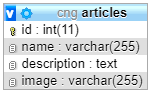 v cng articles
id : int(11)
name : varchar(255)
description : text
image : varchar(255)